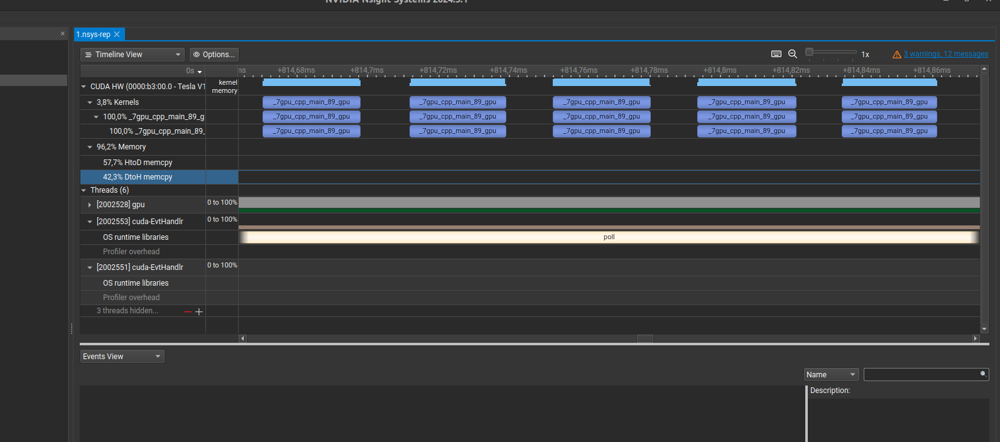 NVIDIA Nsight Systems 2024.5.1
1.nsys-rep
Timeline View
Options...
1x
3 warnings, 12 messages
0s
ms
+814,68ms
+814,7ms
+814,72ms
+814,74ms
+814,76ms
+814,78ms
+814,8ms
+814,82ms
+814,84ms
+814,86ms
CUDA HW (0000:b3:00.0 - Tesla V1
kernel
memory
3,8% Kernels
_7gpu_cpp_main_89_gpu
_7gpu_cpp_main_89_gpu
_7gpu_cpp_main_89_gpu
_7gpu_cpp_main_89_gpu
_7gpu_cpp_main_89_gpu
100,0% _7gpu_cpp_main_89_g
_7gpu_cpp_main_89_gpu
_7gpu_cpp_main_89_gpu
_7gpu_cpp_main_89_gpu
_7gpu_cpp_main_89_gpu
_7gpu_cpp_main_89_gpu
100,0% _7gpu_cpp_main_89_
_7gpu_cpp_main_89_gpu
_7gpu_cpp_main_89_gpu
_7gpu_cpp_main_89_gpu
_7gpu_cpp_main_89_gpu
_7gpu_cpp_main_89_gpu
96,2% Memory
57,7% HtoD memcpy
42,3% DtoH memcpy
Threads (6)
[2002528] gpu
0 to 100%
[2002553] cuda-EvtHandlr
0 to 100%
OS runtime libraries
poll
Profiler overhead
[2002551] cuda-EvtHandlr
0 to 100%
OS runtime libraries
Profiler overhead
3 threads hidden...
Events View
Name
Description: